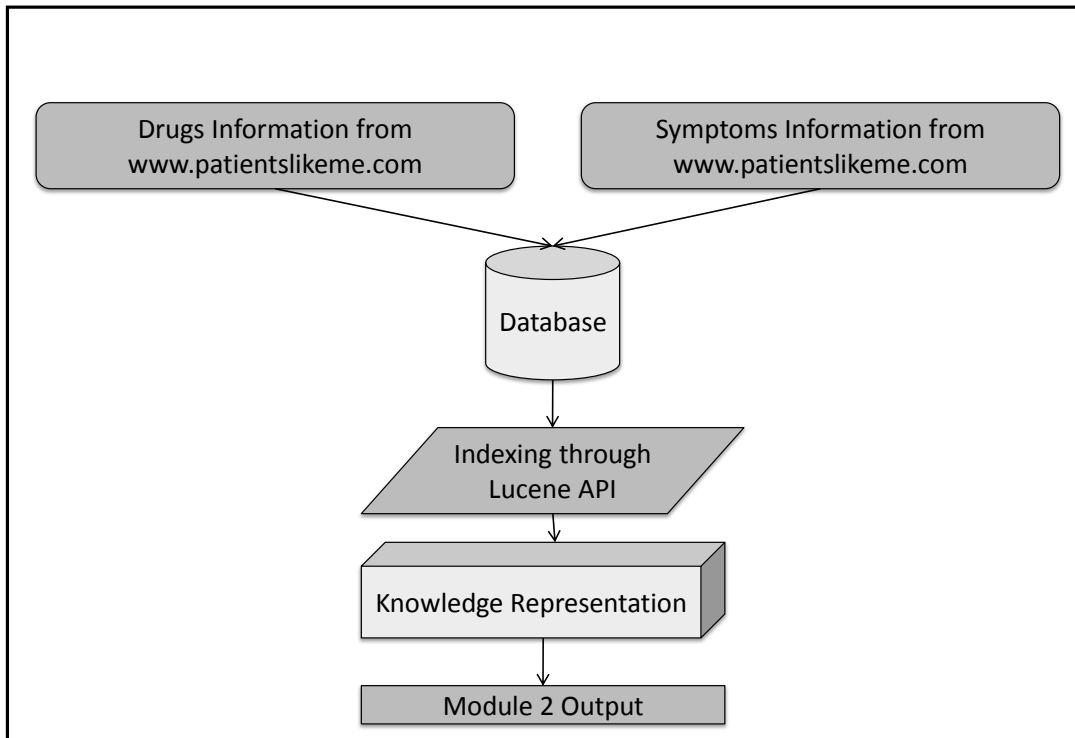 Drugs Information from
www.patientslikeme.com
Symptoms Information from
www.patientslikeme.com
Database
Indexing through
Lucene API
Knowledge Representation
Module 2 Output